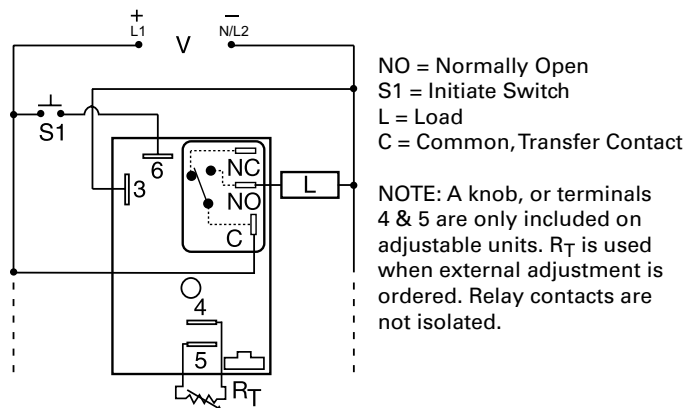 +
L1
V
–
N/L2
S1
6
3
NC
NO
C
L
4
5
RT
NO = Normally Open
S1 = Initiate Switch
L = Load
C = Common, Transfer Contact
NOTE: A knob, or terminals
4 & 5 are only included on
adjustable units. RT is used
when external adjustment is
ordered. Relay contacts are
not isolated.